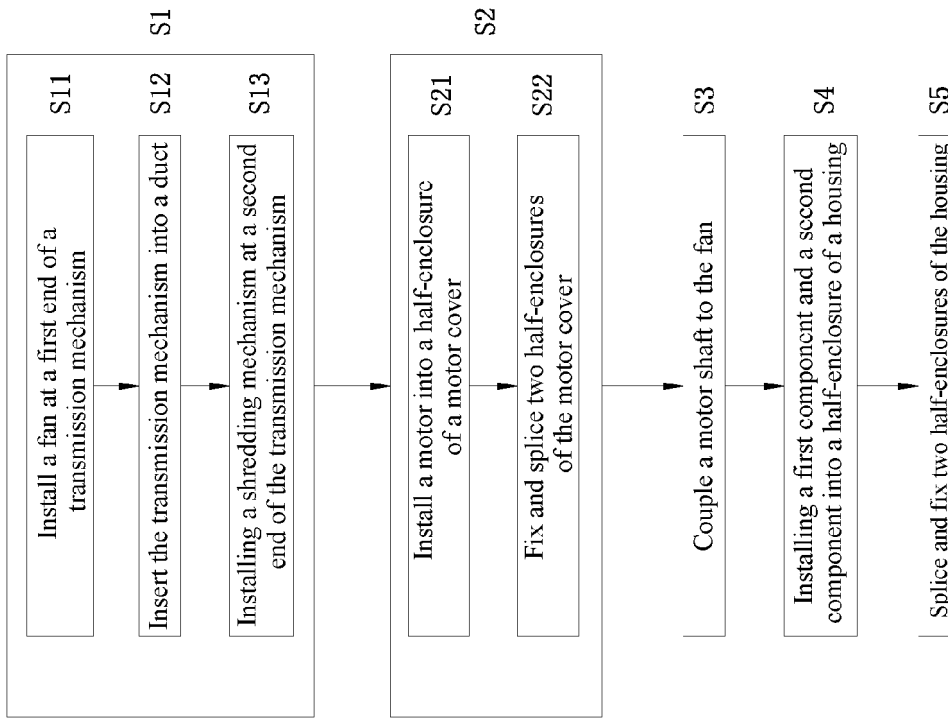 S1
S11
Install a fan at a first end of a
transmission mechanism
S12
Insert the transmission mechanism into a duct
S13
Installing a shredding mechanism at a second
end of the transmission mechanism
S2
S21
Install a motor into a half-enclosure
of a motor cover
S22
Fix and splice two half-enclosures
of the motor cover
S3
Couple a motor shaft to the fan
S4
Installing a first component and a second
component into a half-enclosure of a housing
S5
Splice and fix two half-enclosures of the housing